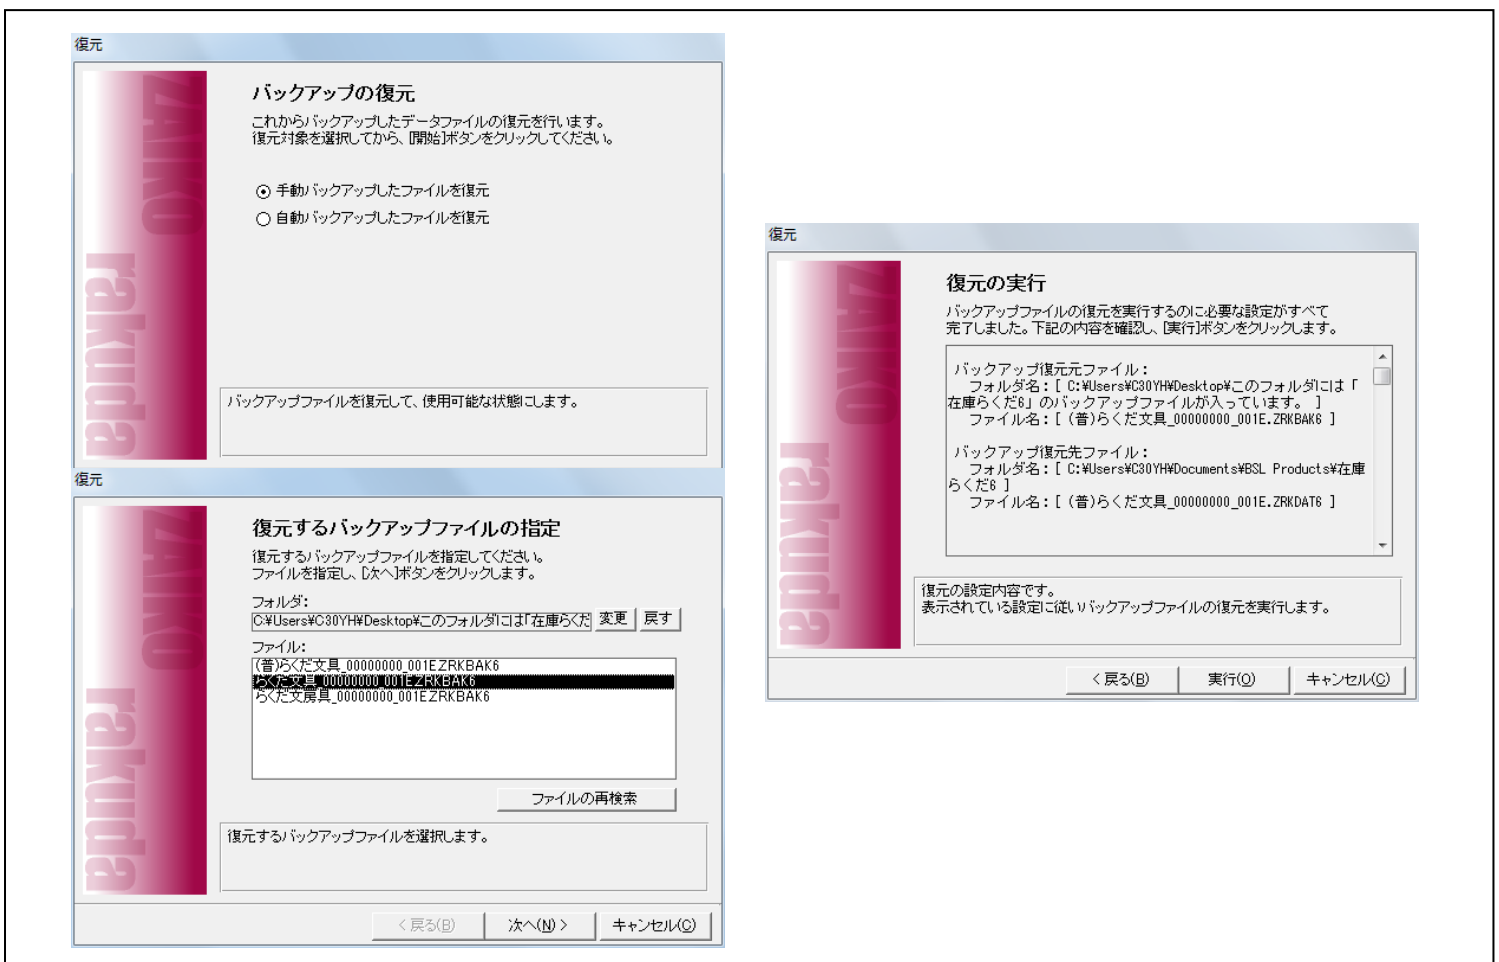 復元
ZAIKO
rakuda
バックアップの復元
これからバックアップしたデータファイルの復元を行います。
復元対象を選択してから、[開始]ボタンをクリックしてください。
手動バックアップしたファイルを復元
自動バックアップしたファイルを復元
バックアップファイルを復元して、使用可能な状態にします。
復元
ZAIKO
rakuda
復元するバックアップファイルの指定
復元するバックアップファイルを指定してください。
ファイルを指定し、[次へ]ボタンをクリックします。
フォルダ:
C:¥Users¥C30YH¥Desktop¥このフォルダには「在庫らくだ 変更 戻す
ファイル:
(普)らくだ文具_00000000_001E.ZRKBAK6
らくだ文具_00000000_001E.ZRKBAK6
らくだ文房具_00000000_001E.ZRKBAK6
ファイルの再検索
復元するバックアップファイルを選択します。
< 戻る(B) 次へ(N) > キャンセル(C)
復元
ZAIKO
rakuda
復元の実行
バックアップファイルの復元を実行するのに必要な設定がすべて
完了しました。下記の内容を確認し、[実行]ボタンをクリックします。
バックアップ復元元ファイル:
フォルダ名:[ C:¥Users¥C30YH¥Desktop¥このフォルダには「
在庫らくだ6」のバックアップファイルが入っています。 ]
ファイル名:[ (普)らくだ文具_00000000_001E.ZRKBAK6 ]
バックアップ復元先ファイル:
フォルダ名:[ C:¥Users¥C30YH¥Documents¥BSL Products¥在庫
らくだ6 ]
ファイル名:[ (普)らくだ文具_00000000_001E.ZRKDAT6 ]
復元の設定内容です。
表示されている設定に従いバックアップファイルの復元を実行します。
< 戻る(B) 実行(O) キャンセル(C)